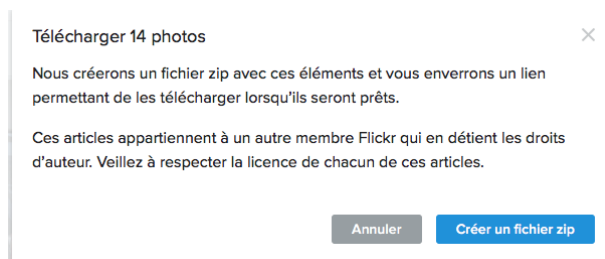 Télécharger 14 photos
Nous créerons un fichier zip avec ces éléments et vous enverrons un lien
permettant de les télécharger lorsqu'ils seront prêts.
Ces articles appartiennent à un autre membre Flickr qui en détient les droits
d'auteur. Veillez à respecter la licence de chacun de ces articles.
Annuler
Créer un fichier zip